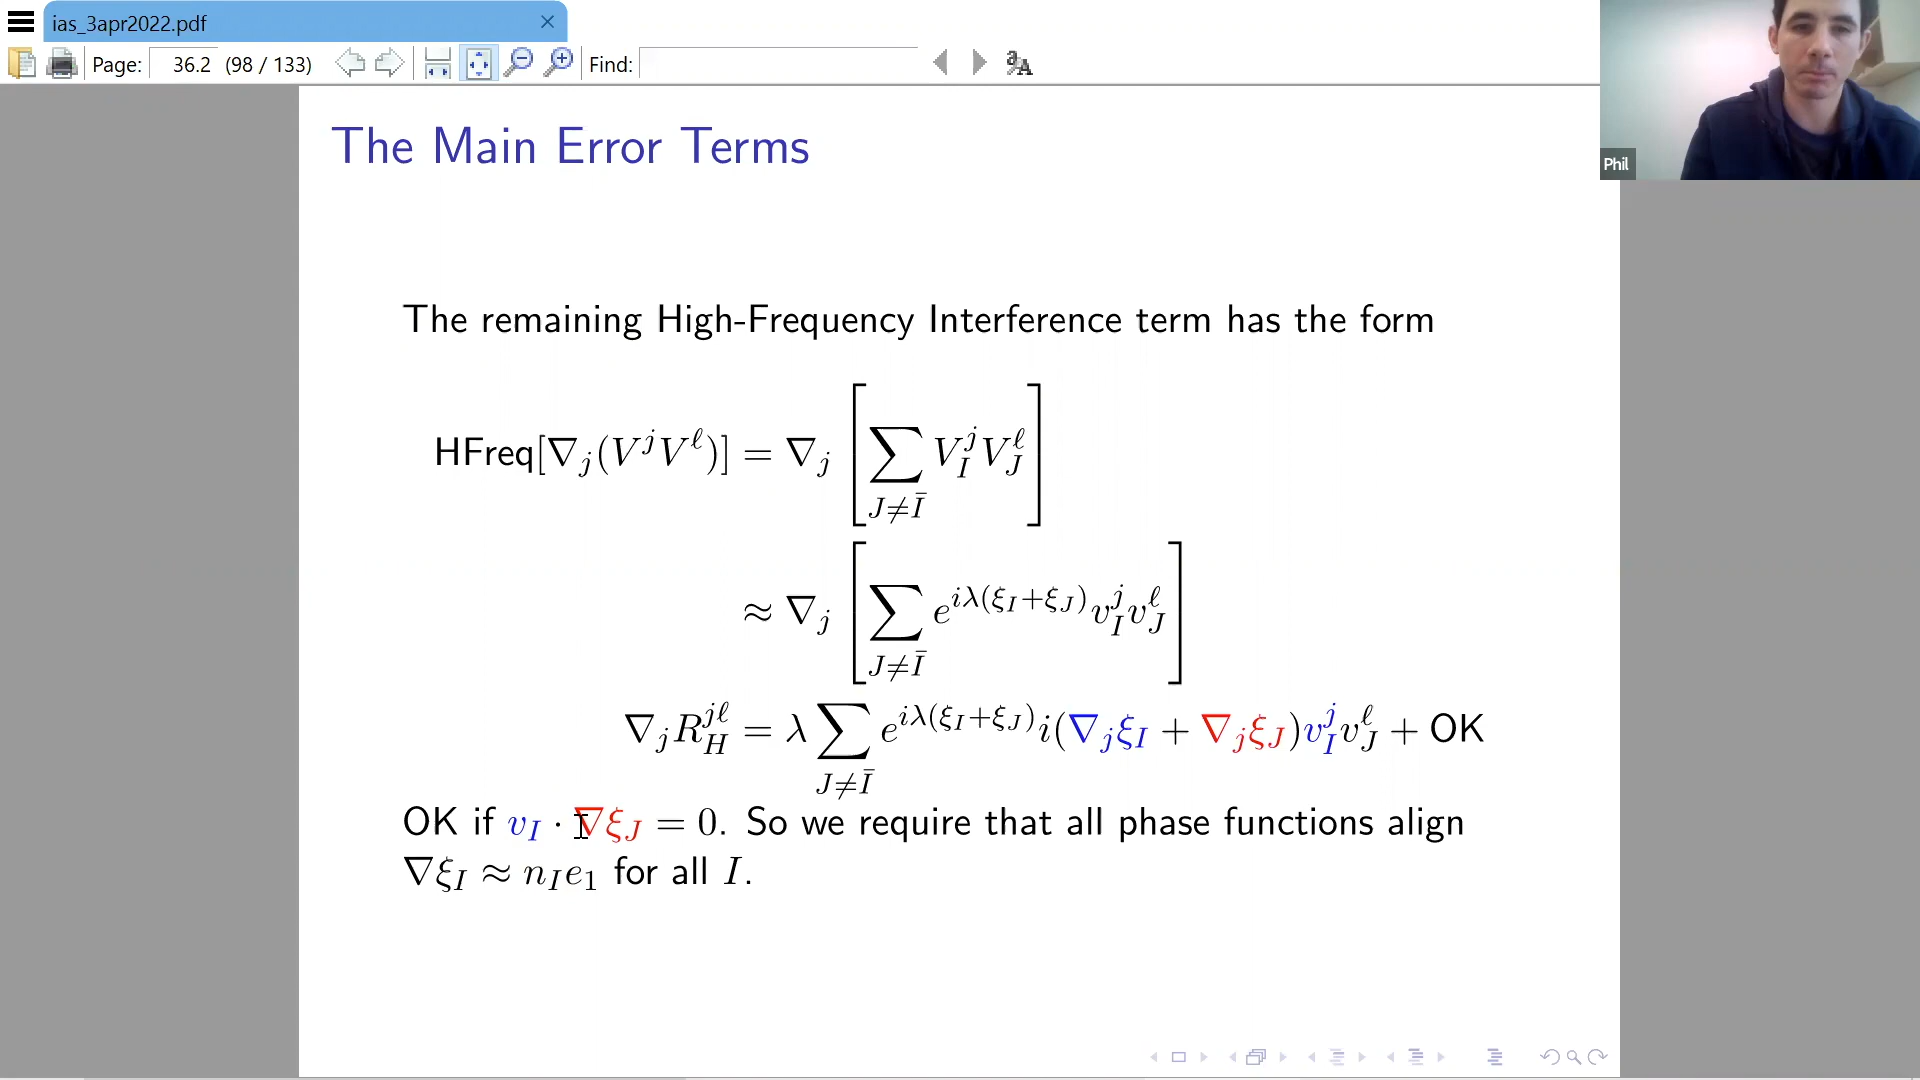 ias_3apr2022.pdf
Page: 36.2 (98 / 133) Find:
Phil
The Main Error Terms
The remaining High-Frequency Interference term has the form
HFreq[∇_j(V^j V^ℓ)] = ∇_j [∑_{J≠Ī} V_I^j V_J^ℓ]
≈ ∇_j [∑_{J≠Ī} e^{iλ(ξ_I+ξ_J)} v_I^j v_J^ℓ]
∇_j R_H^{jℓ} = λ ∑_{J≠Ī} e^{iλ(ξ_I+ξ_J)} i(∇_j ξ_I + ∇_j ξ_J) v_I^j v_J^ℓ + OK
OK if v_I · ∇ξ_J = 0. So we require that all phase functions align
∇ξ_I ≈ n_I e_1 for all I.